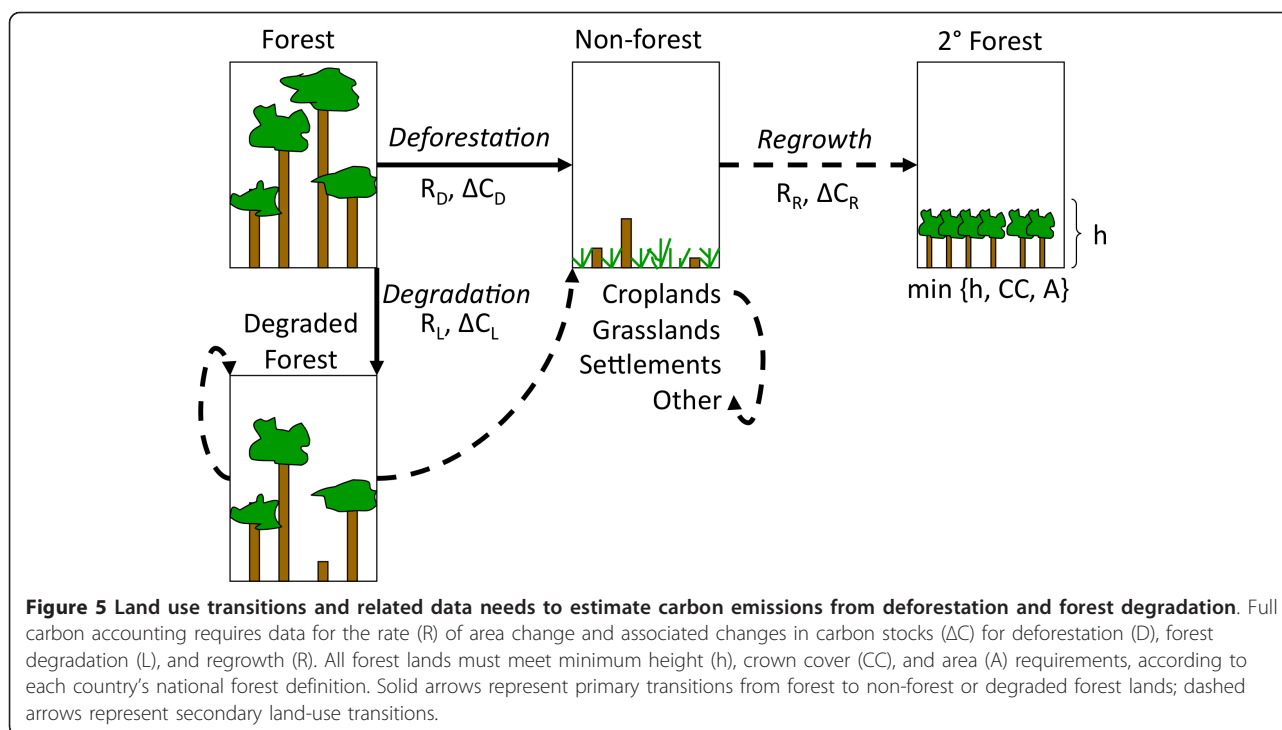 Forest
Non-forest
2° Forest
Deforestation
R_D, ΔC_D
Regrowth
R_R, ΔC_R
h
min {h, CC, A}
Degradation
R_L, ΔC_L
Degraded
Forest
Croplands
Grasslands
Settlements
Other
Figure 5 Land use transitions and related data needs to estimate carbon emissions from deforestation and forest degradation. Full
carbon accounting requires data for the rate (R) of area change and associated changes in carbon stocks (ΔC) for deforestation (D), forest
degradation (L), and regrowth (R). All forest lands must meet minimum height (h), crown cover (CC), and area (A) requirements, according to
each country's national forest definition. Solid arrows represent primary transitions from forest to non-forest or degraded forest lands; dashed
arrows represent secondary land-use transitions.